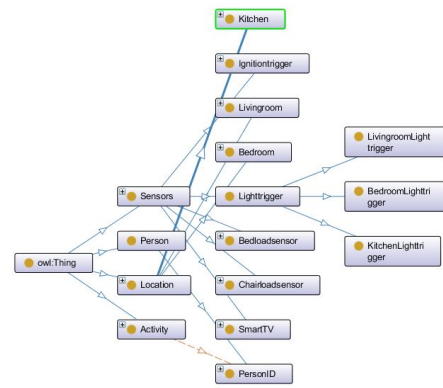 Kitchen
Ignitiontrigger
Livingroom
Bedroom
Sensors
Lighttrigger
Person
Bedloadsensor
owl:Thing
Location
Chairloadsensor
Activity
SmartTV
PersonID
LivingroomLight
trigger
BedroomLighttri
gger
KitchenLighttri
gger